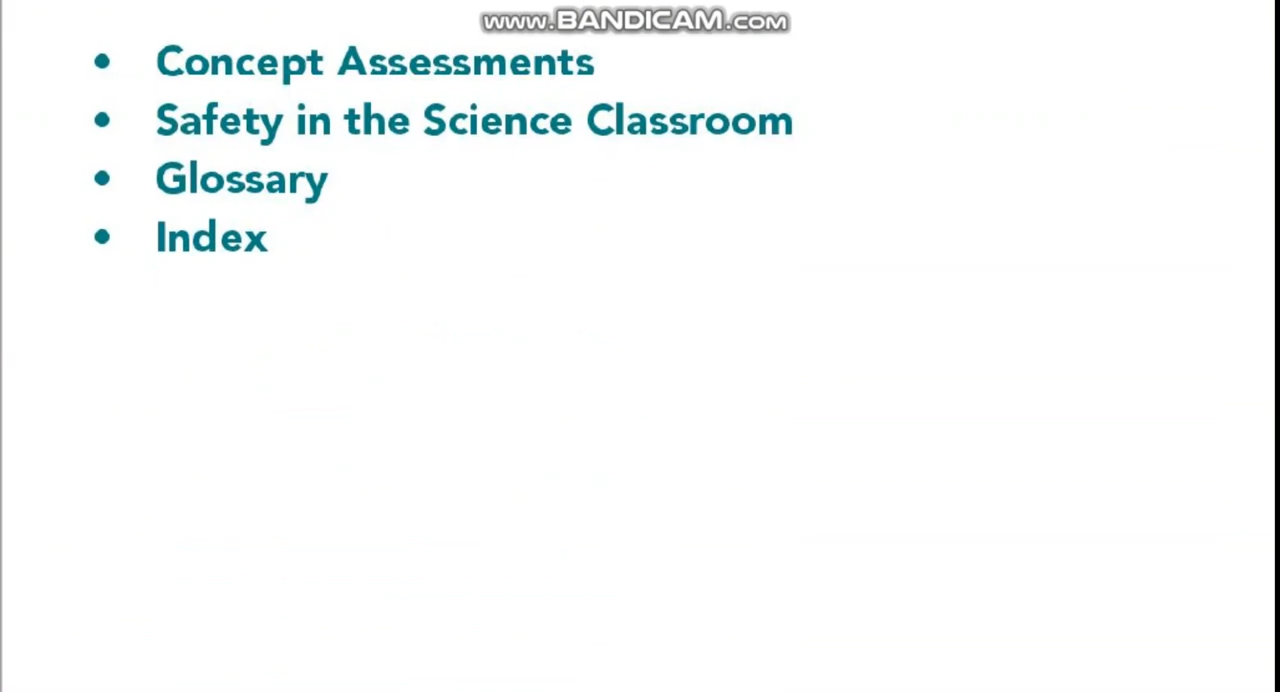 www.BANDICAM.com
• Concept Assessments
• Safety in the Science Classroom
• Glossary
• Index